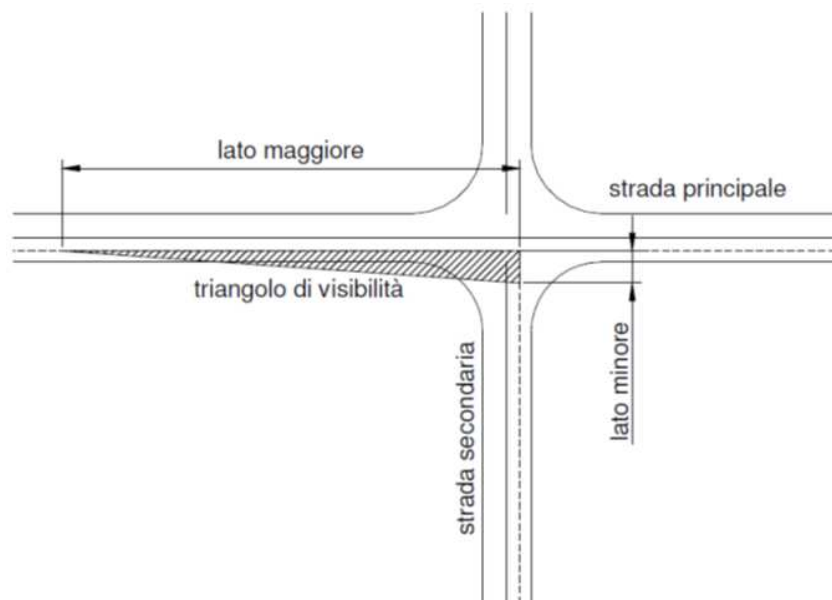 lato maggiore
strada principale
triangolo di visibilità
strada secondaria
lato minore